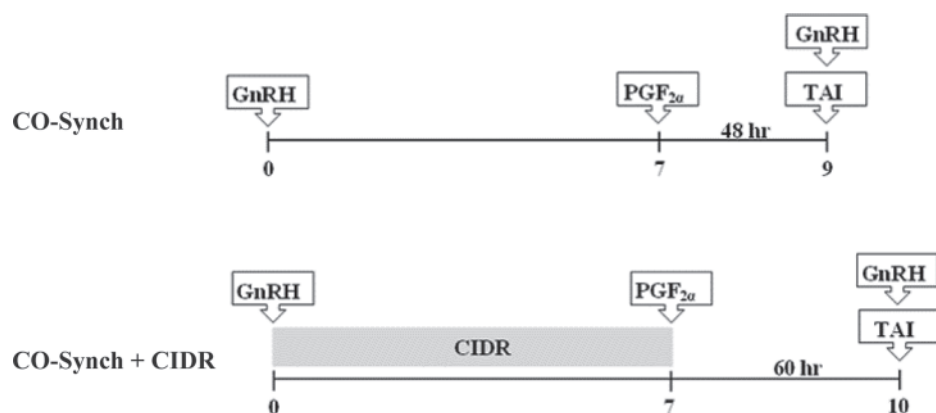 GnRH
GnRH PGF2α TAI
CO-Synch
48 hr
0 7 9
GnRH PGF2α GnRH
TAI
CO-Synch + CIDR
CIDR
60 hr
0 7 10